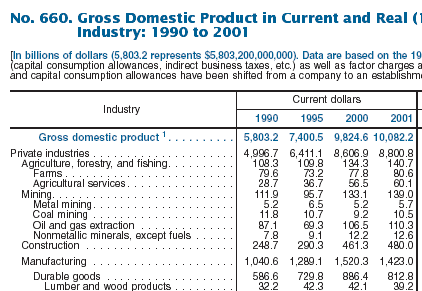 No. 660. Gross Domestic Product in Current and Real (
Industry: 1990 to 2001
[In billions of dollars (5,803.2 represents $5,803,200,000,000). Data are based on the 19
(capital consumption allowances, indirect business taxes, etc.) as well as factor charges a
and capital consumption allowances have been shifted from a company to an establishm
Industry Current dollars
1990 1995 2000 2001
Gross domestic product 1 . . . . . . . . . . 5,803.2 7,400.5 9,824.6 10,082.2
Private industries . . . . . . . . . . . . . . . . . . . . 4,996.7 6,411.1 8,606.9 8,800.8
Agriculture, forestry, and fishing. . . . . . . . . . 108.3 109.8 134.3 140.7
Farms . . . . . . . . . . . . . . . . . . . . . . . . 79.6 73.2 77.8 80.6
Agricultural services. . . . . . . . . . . . . . . . 28.7 36.7 56.5 60.1
Mining. . . . . . . . . . . . . . . . . . . . . . . . . . 111.9 95.7 133.1 139.0
Metal mining. . . . . . . . . . . . . . . . . . . . . 5.2 6.5 5.2 5.7
Coal mining . . . . . . . . . . . . . . . . . . . . . 11.8 10.7 9.2 10.5
Oil and gas extraction . . . . . . . . . . . . . . 87.1 69.3 106.5 110.3
Nonmetallic minerals, except fuels . . . . . . 7.8 9.1 12.2 12.6
Construction . . . . . . . . . . . . . . . . . . . . . . 248.7 290.3 461.3 480.0
Manufacturing . . . . . . . . . . . . . . . . . . . . . 1,040.6 1,289.1 1,520.3 1,423.0
Durable goods . . . . . . . . . . . . . . . . . . . 586.6 729.8 886.4 812.8
Lumber and wood products . . . . . . . . . . . 32.2 42.3 42.1 39.2